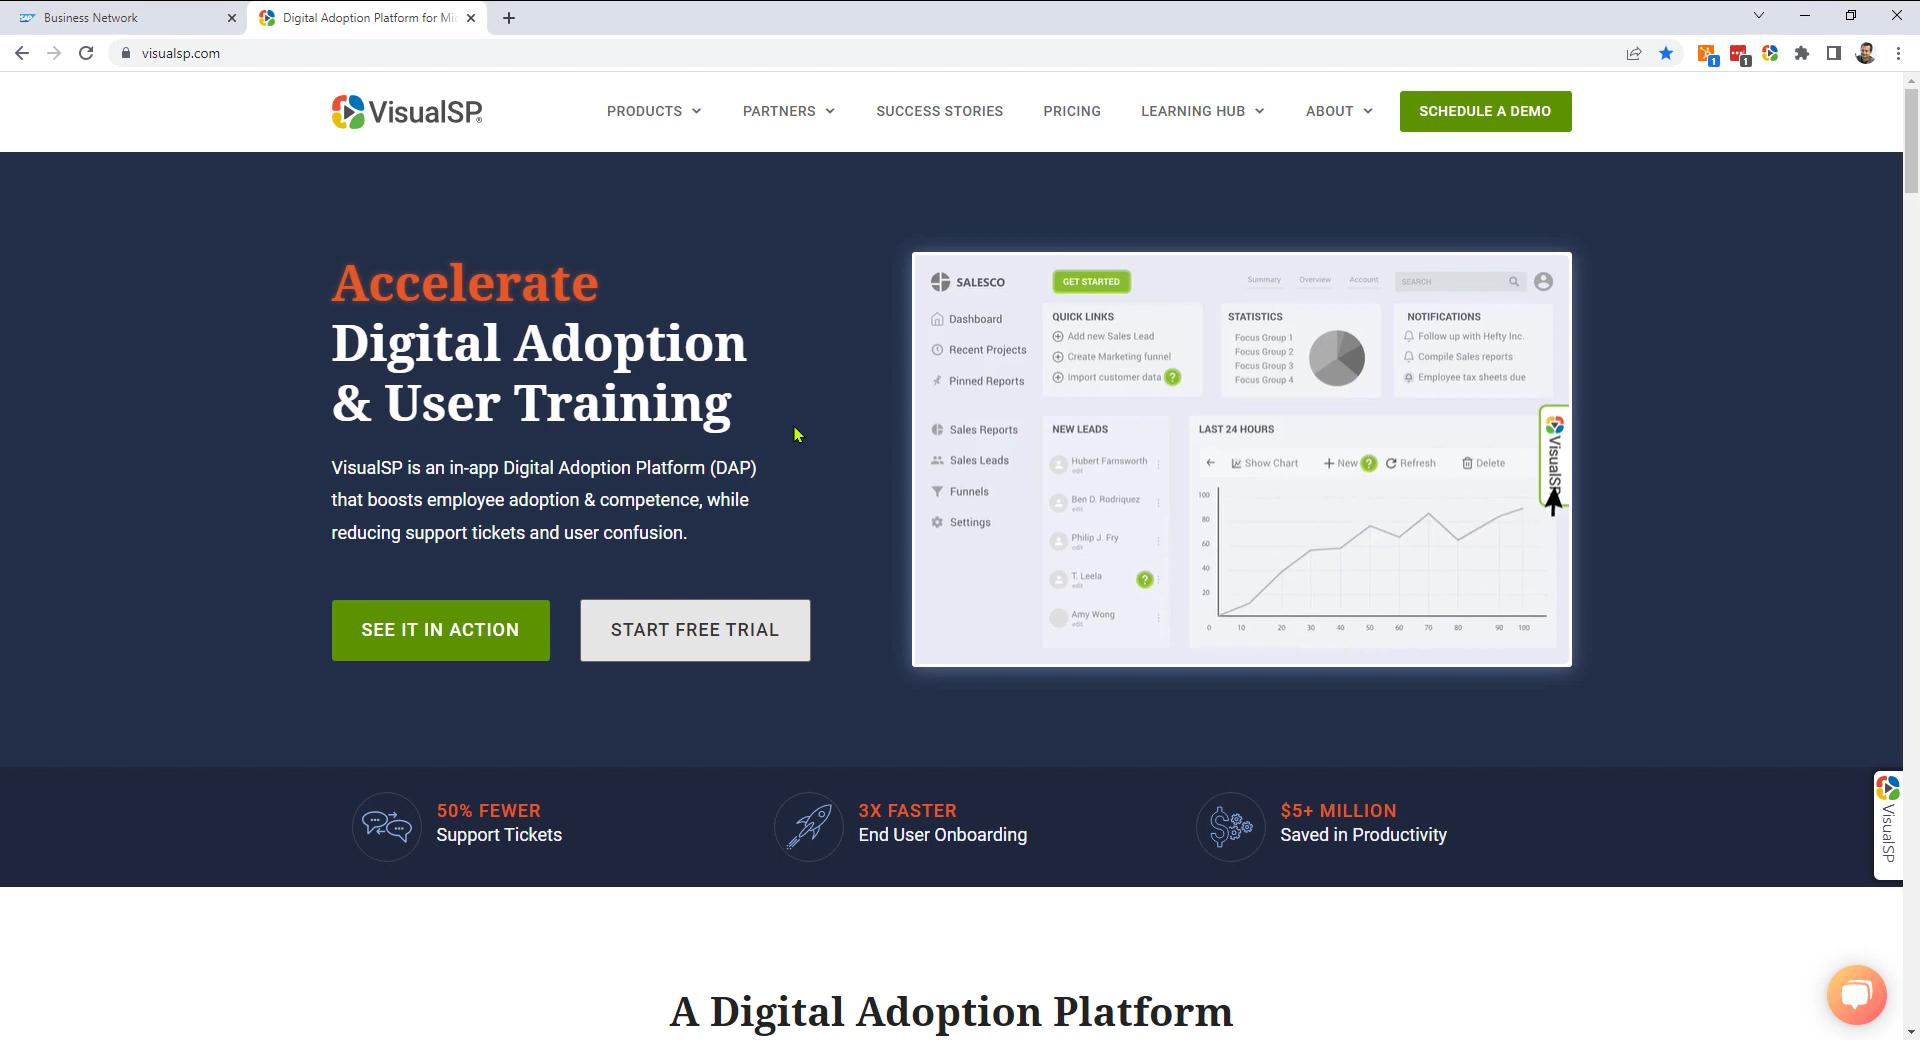 Business Network
Digital Adoption Platform for Mic
visualsp.com
1
1
VisualSP®
PRODUCTS
PARTNERS
SUCCESS STORIES
PRICING
LEARNING HUB
ABOUT
SCHEDULE A DEMO
Accelerate
Digital Adoption
& User Training
VisualSP is an in-app Digital Adoption Platform (DAP)
that boosts employee adoption & competence, while
reducing support tickets and user confusion.
SEE IT IN ACTION
START FREE TRIAL
SALESCO
GET STARTED
Summary
Overview
Account
SEARCH
Dashboard
Recent Projects
Pinned Reports
Sales Reports
Sales Leads
Funnels
Settings
QUICK LINKS
Add new Sales Lead
Create Marketing funnel
Import customer data ?
STATISTICS
Focus Group 1
Focus Group 2
Focus Group 3
Focus Group 4
NOTIFICATIONS
Follow up with Hefty Inc.
Compile Sales reports
Employee tax sheets due
NEW LEADS
Hubert Farnsworth
edit
Ben D. Rodriquez
edit
Philip J. Fry
edit
T. Leela ?
edit
Amy Wong
edit
LAST 24 HOURS
Show Chart
New ?
Refresh
Delete
100
80
60
40
20
0 10 20 30 40 50 60 70 80 90 100
VisualSP
50% FEWER
Support Tickets
3X FASTER
End User Onboarding
$5+ MILLION
Saved in Productivity
VisualSP
A Digital Adoption Platform